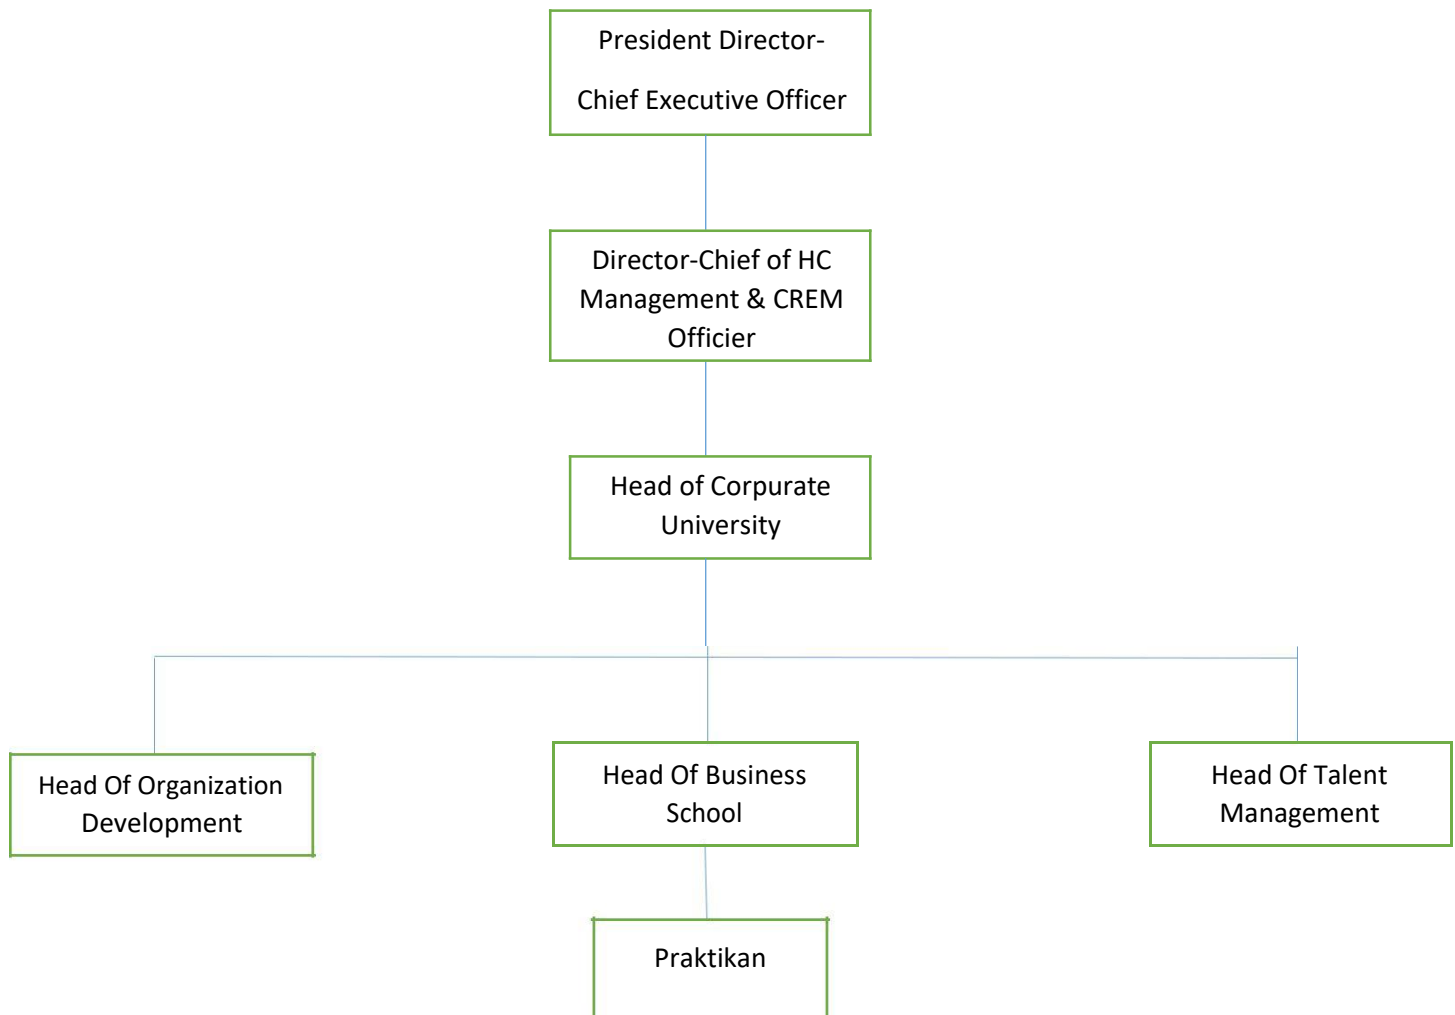 President Director-
Chief Executive Officer
Director-Chief of HC
Management & CREM
Officier
Head of Corpurate
University
Head Of Organization
Development
Head Of Business
School
Head Of Talent
Management
Praktikan